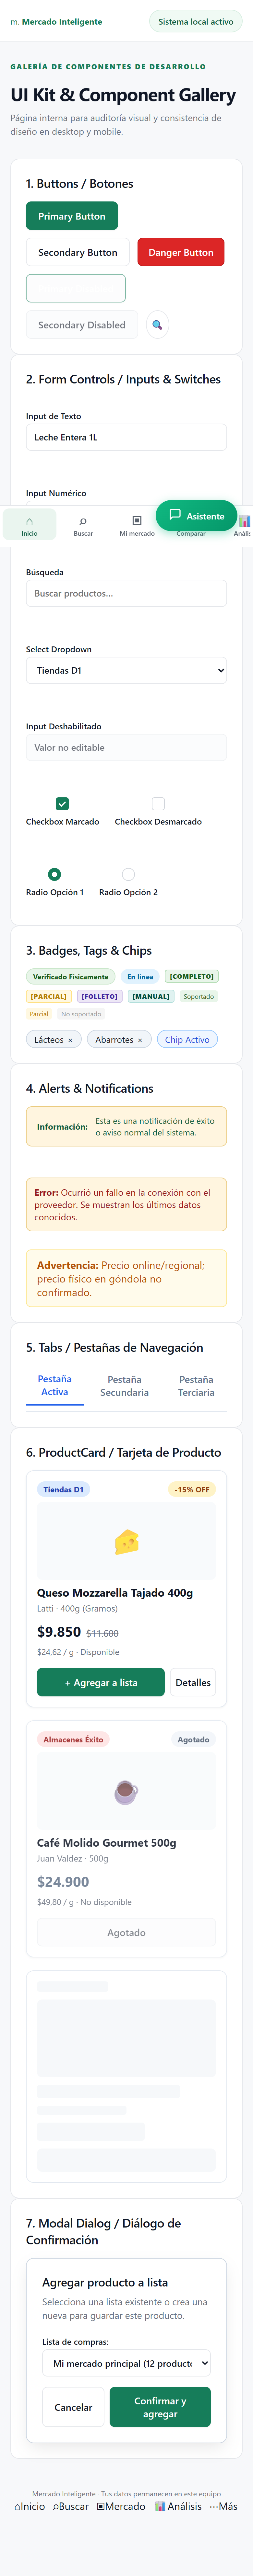 m. Mercado Inteligente
Sistema local activo
GALERÍA DE COMPONENTES DE DESARROLLO
UI Kit & Component Gallery
Página interna para auditoría visual y consistencia de
diseño en desktop y mobile.
1. Buttons / Botones
Primary Button
Secondary Button
Danger Button
Secondary Disabled
2. Form Controls / Inputs & Switches
Input de Texto
Leche Entera 1L
Input Numérico
Inicio
Buscar
Mi mercado
Comparar
Asistente
Búsqueda
Buscar productos...
Select Dropdown
Tiendas D1
Input Deshabilitado
Valor no editable
Checkbox Marcado
Checkbox Desmarcado
Radio Opción 1
Radio Opción 2
3. Badges, Tags & Chips
Verificado Físicamente
En línea
[COMPLETO]
[PARCIAL]
[FOLLETO]
[MANUAL]
Soportado
Parcial
No soportado
Lácteos ×
Abarrotes ×
Chip Activo
4. Alerts & Notifications
Información: Esta es una notificación de éxito
o aviso normal del sistema.
Error: Ocurrió un fallo en la conexión con el
proveedor. Se muestran los últimos datos
conocidos.
Advertencia: Precio online/regional;
precio físico en góndola no
confirmado.
5. Tabs / Pestañas de Navegación
Pestaña
Activa
Pestaña
Secundaria
Pestaña
Terciaria
6. ProductCard / Tarjeta de Producto
Tiendas D1
-15% OFF
Queso Mozzarella Tajado 400g
Latti · 400g (Gramos)
$9.850 $11.600
$24,62 / g · Disponible
+ Agregar a lista
Detalles
Almacenes Éxito
Agotado
Café Molido Gourmet 500g
Juan Valdez · 500g
$24.900
$49,80 / g · No disponible
Agotado
7. Modal Dialog / Diálogo de
Confirmación
Agregar producto a lista
Selecciona una lista existente o crea una
nueva para guardar este producto.
Lista de compras:
Mi mercado principal (12 product
Cancelar
Confirmar y
agregar
Mercado Inteligente · Tus datos permanecen en este equipo
Inicio
Buscar
Mercado
Análisis
Más